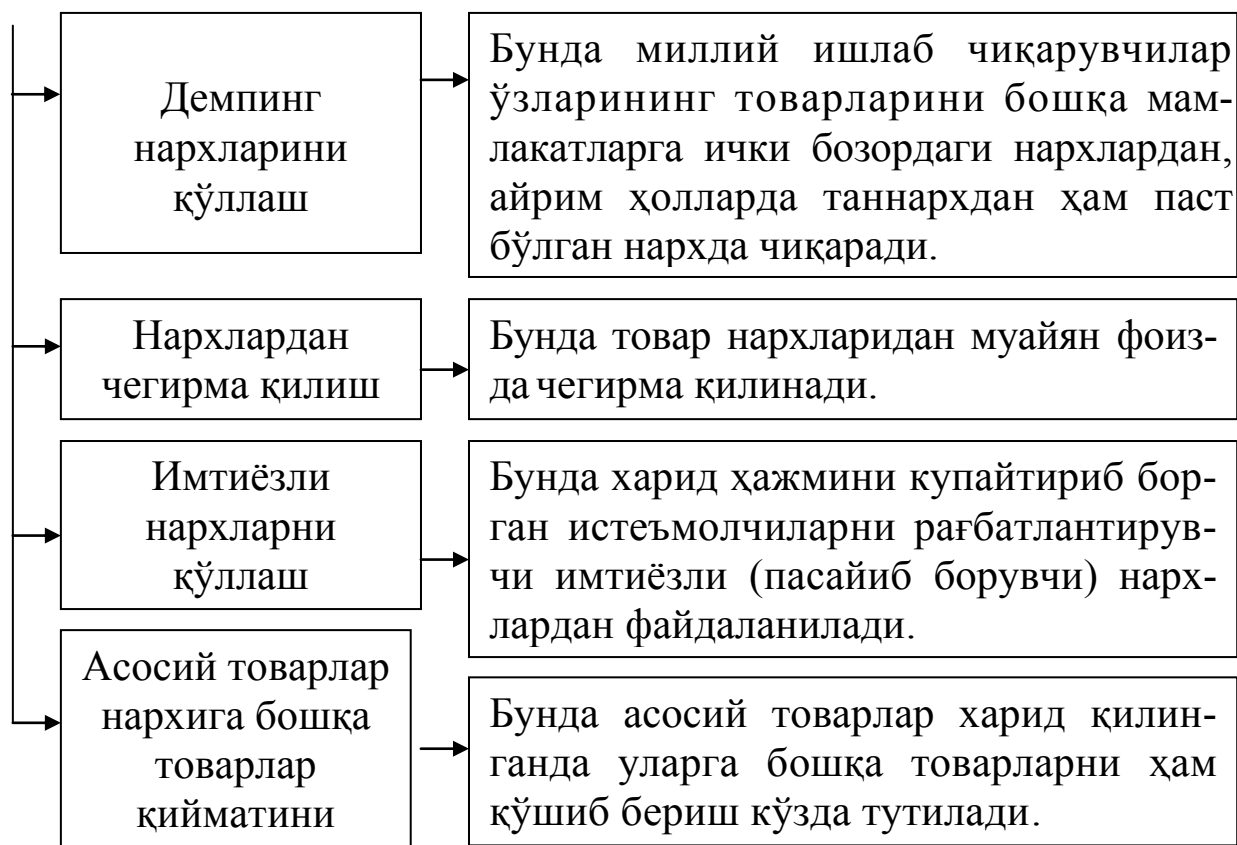 Демпинг
нархларини
қўллаш
Бунда миллий ишлаб чиқарувчилар
ўзларининг товарларини бошқа мам-
лакатларга ички бозордаги нархлардан,
айрим ҳолларда таннархдан ҳам паст
бўлган нархда чиқаради.
Нархлардан
чегирма қилиш
Бунда товар нархларидан муайян фоиз-
да чегирма қилинади.
Имтиёзли
нархларни
қўллаш
Бунда харид ҳажмини купайтириб бор-
ган истеъмолчиларни рағбатлантирув-
чи имтиёзли (пасайиб борувчи) нарх-
лардан файдаланилади.
Асосий товарлар
нархига бошқа
товарлар
қийматини
Бунда асосий товарлар харид қилин-
ганда уларга бошқа товарларни ҳам
қўшиб бериш кўзда тутилади.